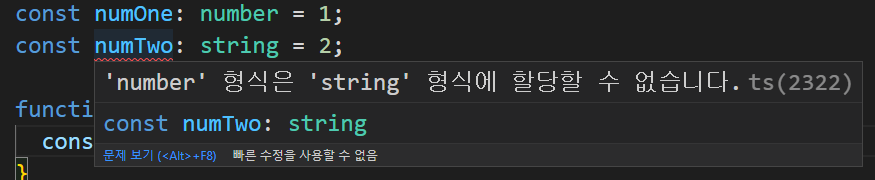 const numOne: number = 1;
const numTwo: string = 2;
'number' 형식은 'string' 형식에 할당할 수 없습니다. ts(2322)
functi
const numTwo: string
cons
문제 보기 (<Alt>+F8) 빠른 수정을 사용할 수 없음
}